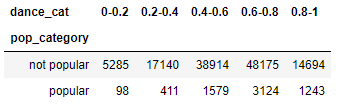 dance_cat 0-0.2 0.2-0.4 0.4-0.6 0.6-0.8 0.8-1
pop_category
not popular 5285 17140 38914 48175 14694
popular 98 411 1579 3124 1243